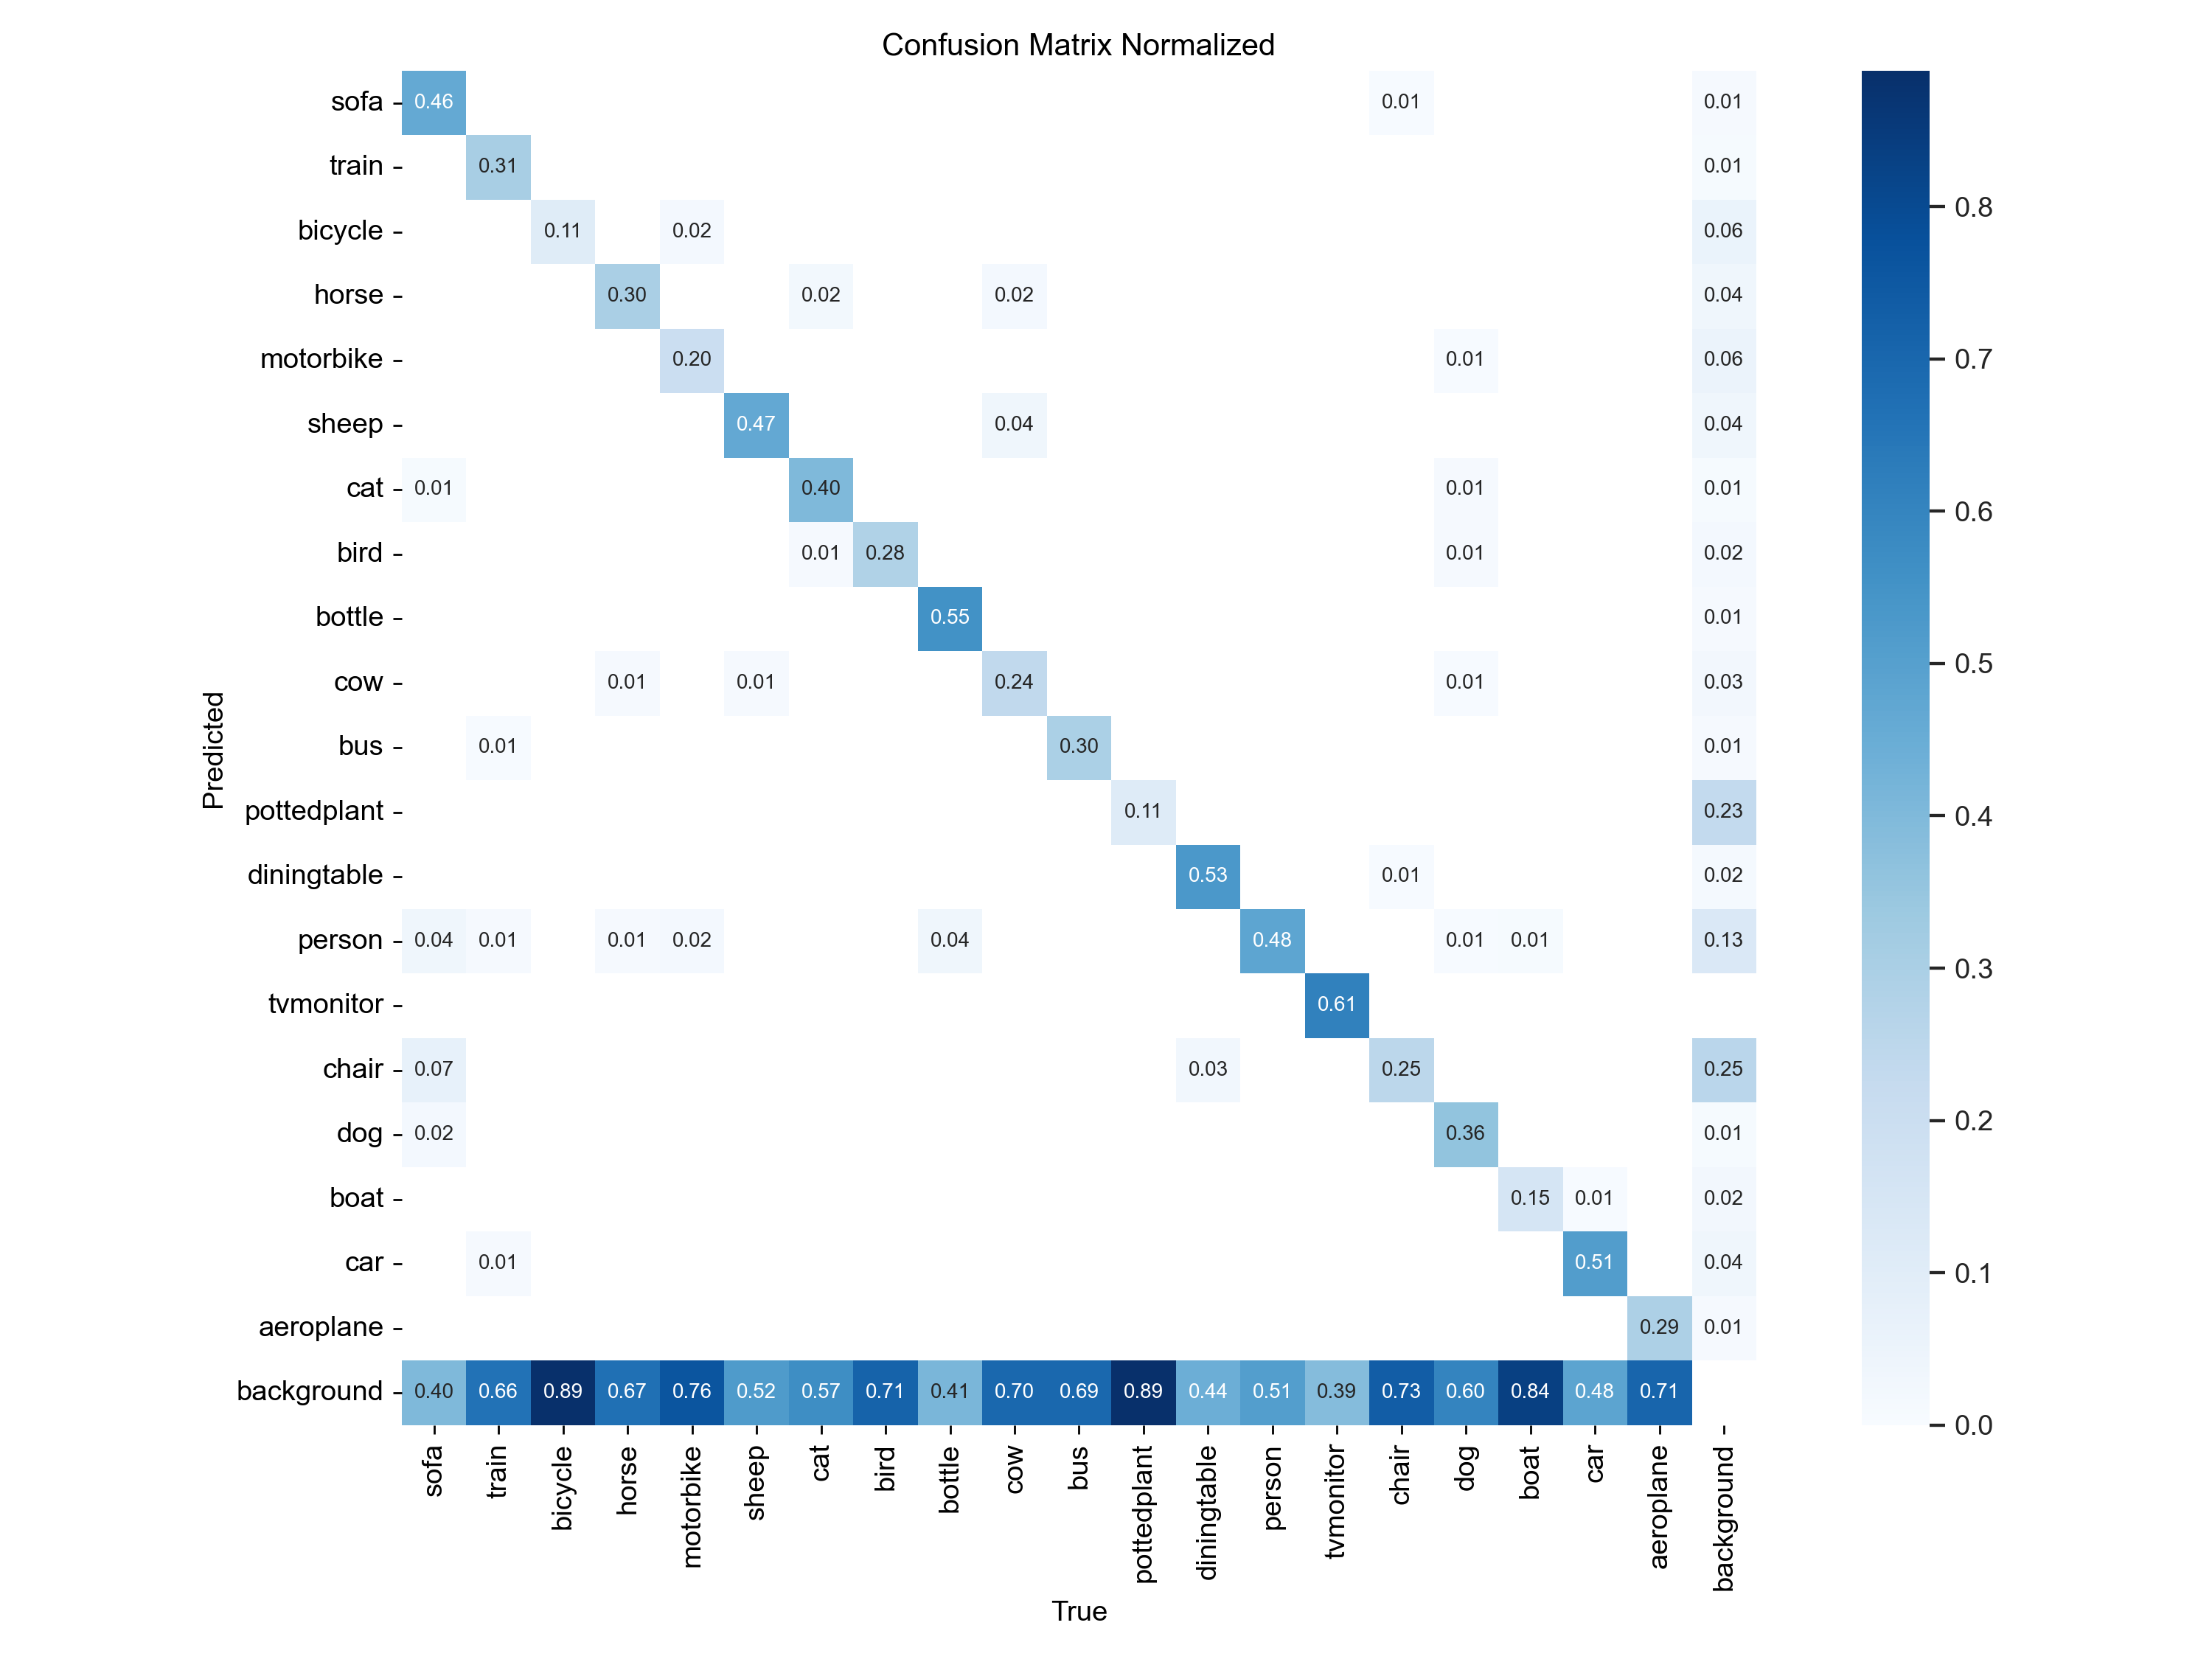 Confusion Matrix Normalized
sofa 0.46 0.01 0.01
train 0.31 0.01
0.8
bicycle 0.11 0.02 0.06
horse 0.30 0.02 0.02 0.04
0.7
motorbike 0.20 0.01 0.06
sheep 0.47 0.04 0.04
0.6
cat 0.01 0.40 0.01 0.01
bird 0.01 0.28 0.01 0.02
bottle 0.55 0.01
0.5
cow 0.01 0.01 0.24 0.01 0.03
Predicted
bus 0.01 0.30 0.01
pottedplant 0.11 0.23
0.4
diningtable 0.53 0.01 0.02
person 0.04 0.01 0.01 0.02 0.04 0.48 0.01 0.01 0.13
0.3
tvmonitor 0.61
chair 0.07 0.03 0.25 0.25
0.2
dog 0.02 0.36 0.01
boat 0.15 0.01 0.02
car 0.01 0.51 0.04
0.1
aeroplane 0.29 0.01
background 0.40 0.66 0.89 0.67 0.76 0.52 0.57 0.71 0.41 0.70 0.69 0.89 0.44 0.51 0.39 0.73 0.60 0.84 0.48 0.71
0.0
sofa train bicycle horse motorbike sheep cat bird bottle cow bus pottedplant diningtable person tvmonitor chair dog boat car aeroplane background
True